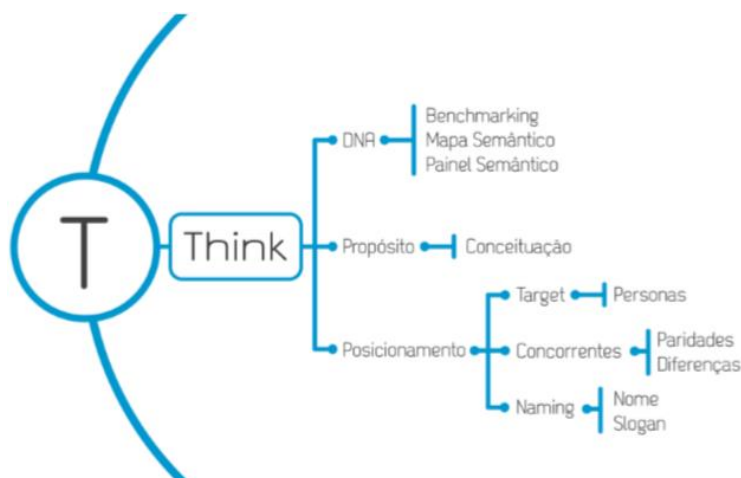 T
Think
DNA
Benchmarking
Mapa Semântico
Painel Semântico
Propósito
Conceituação
Posicionamento
Target
Personas
Concorrentes
Paridades
Diferenças
Naming
Nome
Slogan